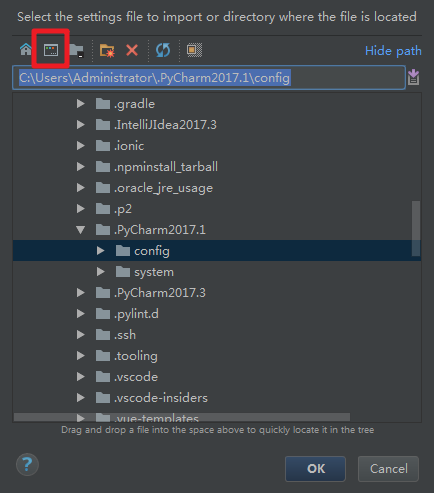 Select the settings file to import or directory where the file is located
Hide path
C:\Users\Administrator\.PyCharm2017.1\config
.gradle
.IntelliJIdea2017.3
.ionic
.npminstall_tarball
.oracle_jre_usage
.p2
.PyCharm2017.1
config
system
.PyCharm2017.3
.pylint.d
.ssh
.tooling
.vscode
.vscode-insiders
.vue-templates
Drag and drop a file into the space above to quickly locate it in the tree
?
OK
Cancel